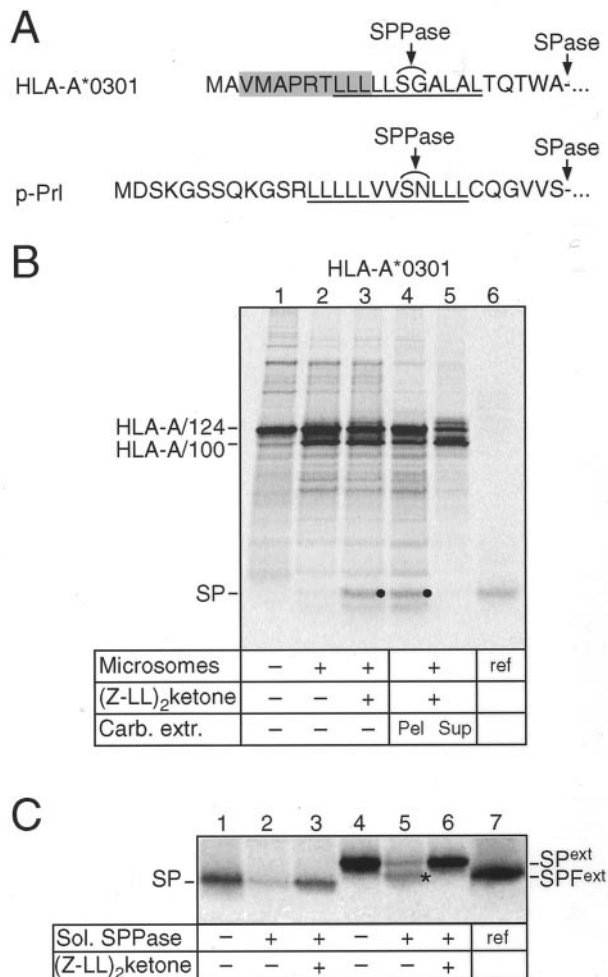 A
SPPase SPase
HLA-A*0301 MAVMAPRTLLLLLSGALALTQTWA-...
SPPase SPase
p-Prl MDSKGSSQKGSRLLLLLVVSNLLLCQGVVS-...
B
HLA-A*0301
1 2 3 4 5 6
HLA-A/124
HLA-A/100
SP
Microsomes − + + + ref
(Z-LL)2ketone + +
Carb. extr. − − − Pel Sup
C
1 2 3 4 5 6 7
SP SPext
* SPFext
Sol. SPPase − + + − + + ref
(Z-LL)2ketone + +